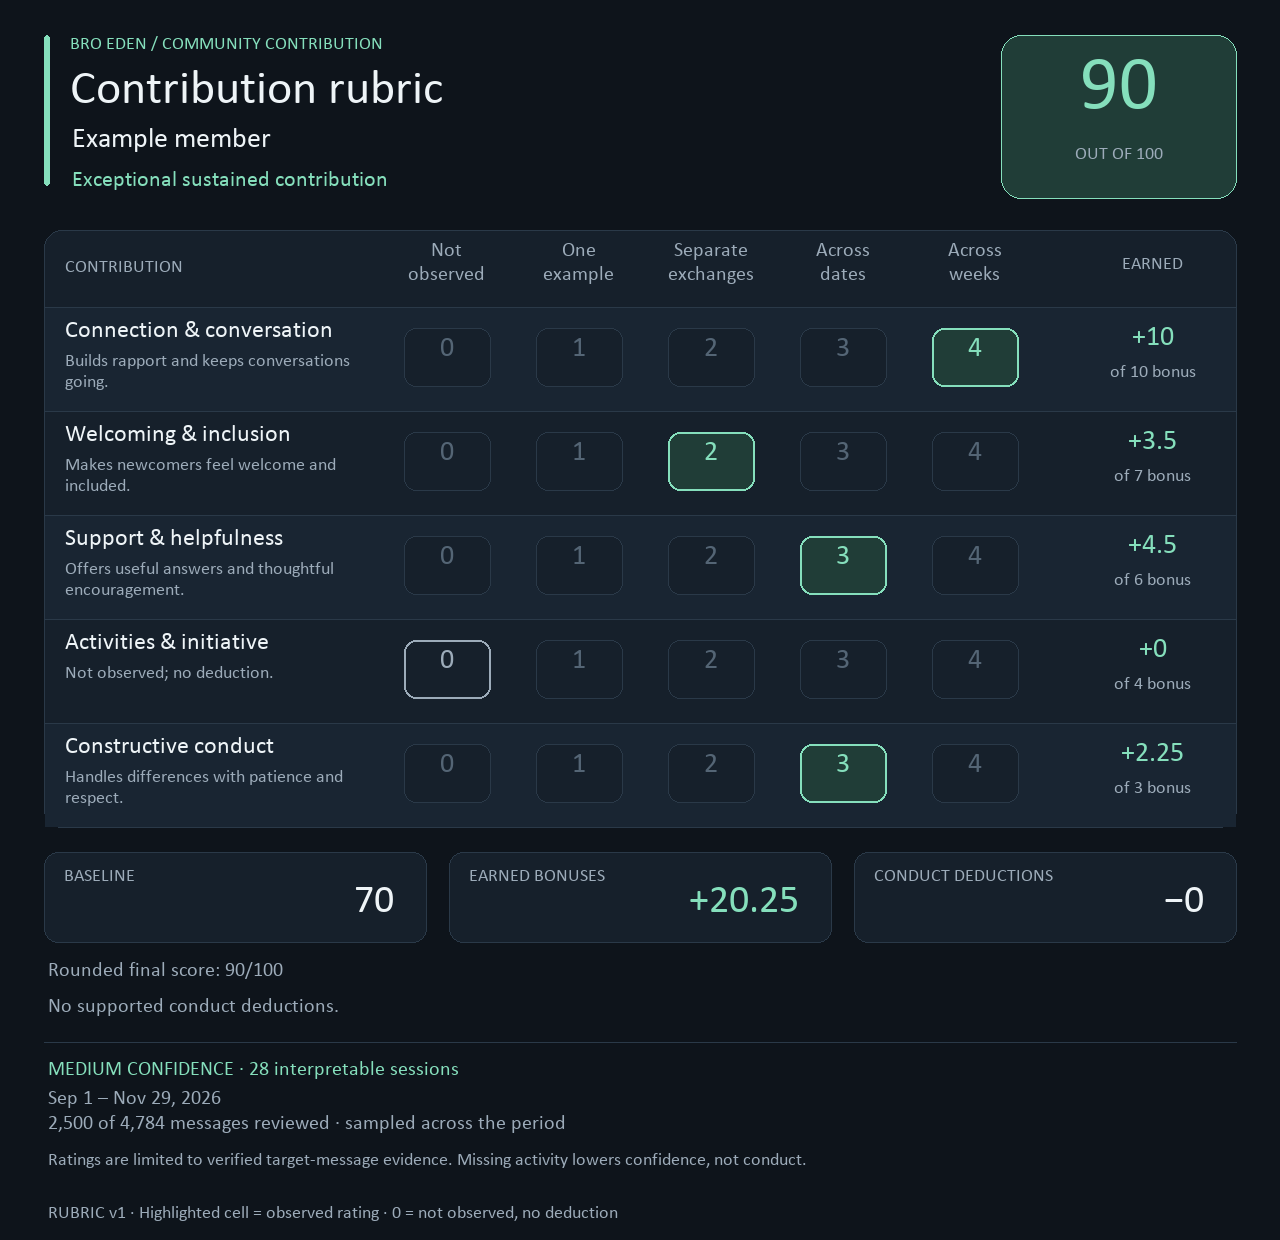 BRO EDEN / COMMUNITY CONTRIBUTION
Contribution rubric
Example member
Exceptional sustained contribution
90
OUT OF 100
CONTRIBUTION
Not observed
One example
Separate exchanges
Across dates
Across weeks
EARNED
Connection & conversation
Builds rapport and keeps conversations
going.
0 1 2 3 4
+10
of 10 bonus
Welcoming & inclusion
Makes newcomers feel welcome and
included.
0 1 2 3 4
+3.5
of 7 bonus
Support & helpfulness
Offers useful answers and thoughtful
encouragement.
0 1 2 3 4
+4.5
of 6 bonus
Activities & initiative
Not observed; no deduction.
0 1 2 3 4
+0
of 4 bonus
Constructive conduct
Handles differences with patience and
respect.
0 1 2 3 4
+2.25
of 3 bonus
BASELINE
70
EARNED BONUSES
+20.25
CONDUCT DEDUCTIONS
−0
Rounded final score: 90/100
No supported conduct deductions.
MEDIUM CONFIDENCE · 28 interpretable sessions
Sep 1 – Nov 29, 2026
2,500 of 4,784 messages reviewed · sampled across the period
Ratings are limited to verified target-message evidence. Missing activity lowers confidence, not conduct.
RUBRIC v1 · Highlighted cell = observed rating · 0 = not observed, no deduction